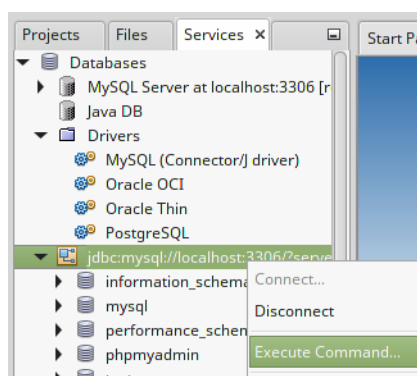 Projects Files Services Start Pa
Databases
MySQL Server at localhost:3306 [r
Java DB
Drivers
MySQL (Connector/J driver)
Oracle OCI
Oracle Thin
PostgreSQL
jdbc:mysql://localhost:3306/?serve
information_schema
Connect...
mysql
Disconnect
performance_schem
phpmyadmin
Execute Command...